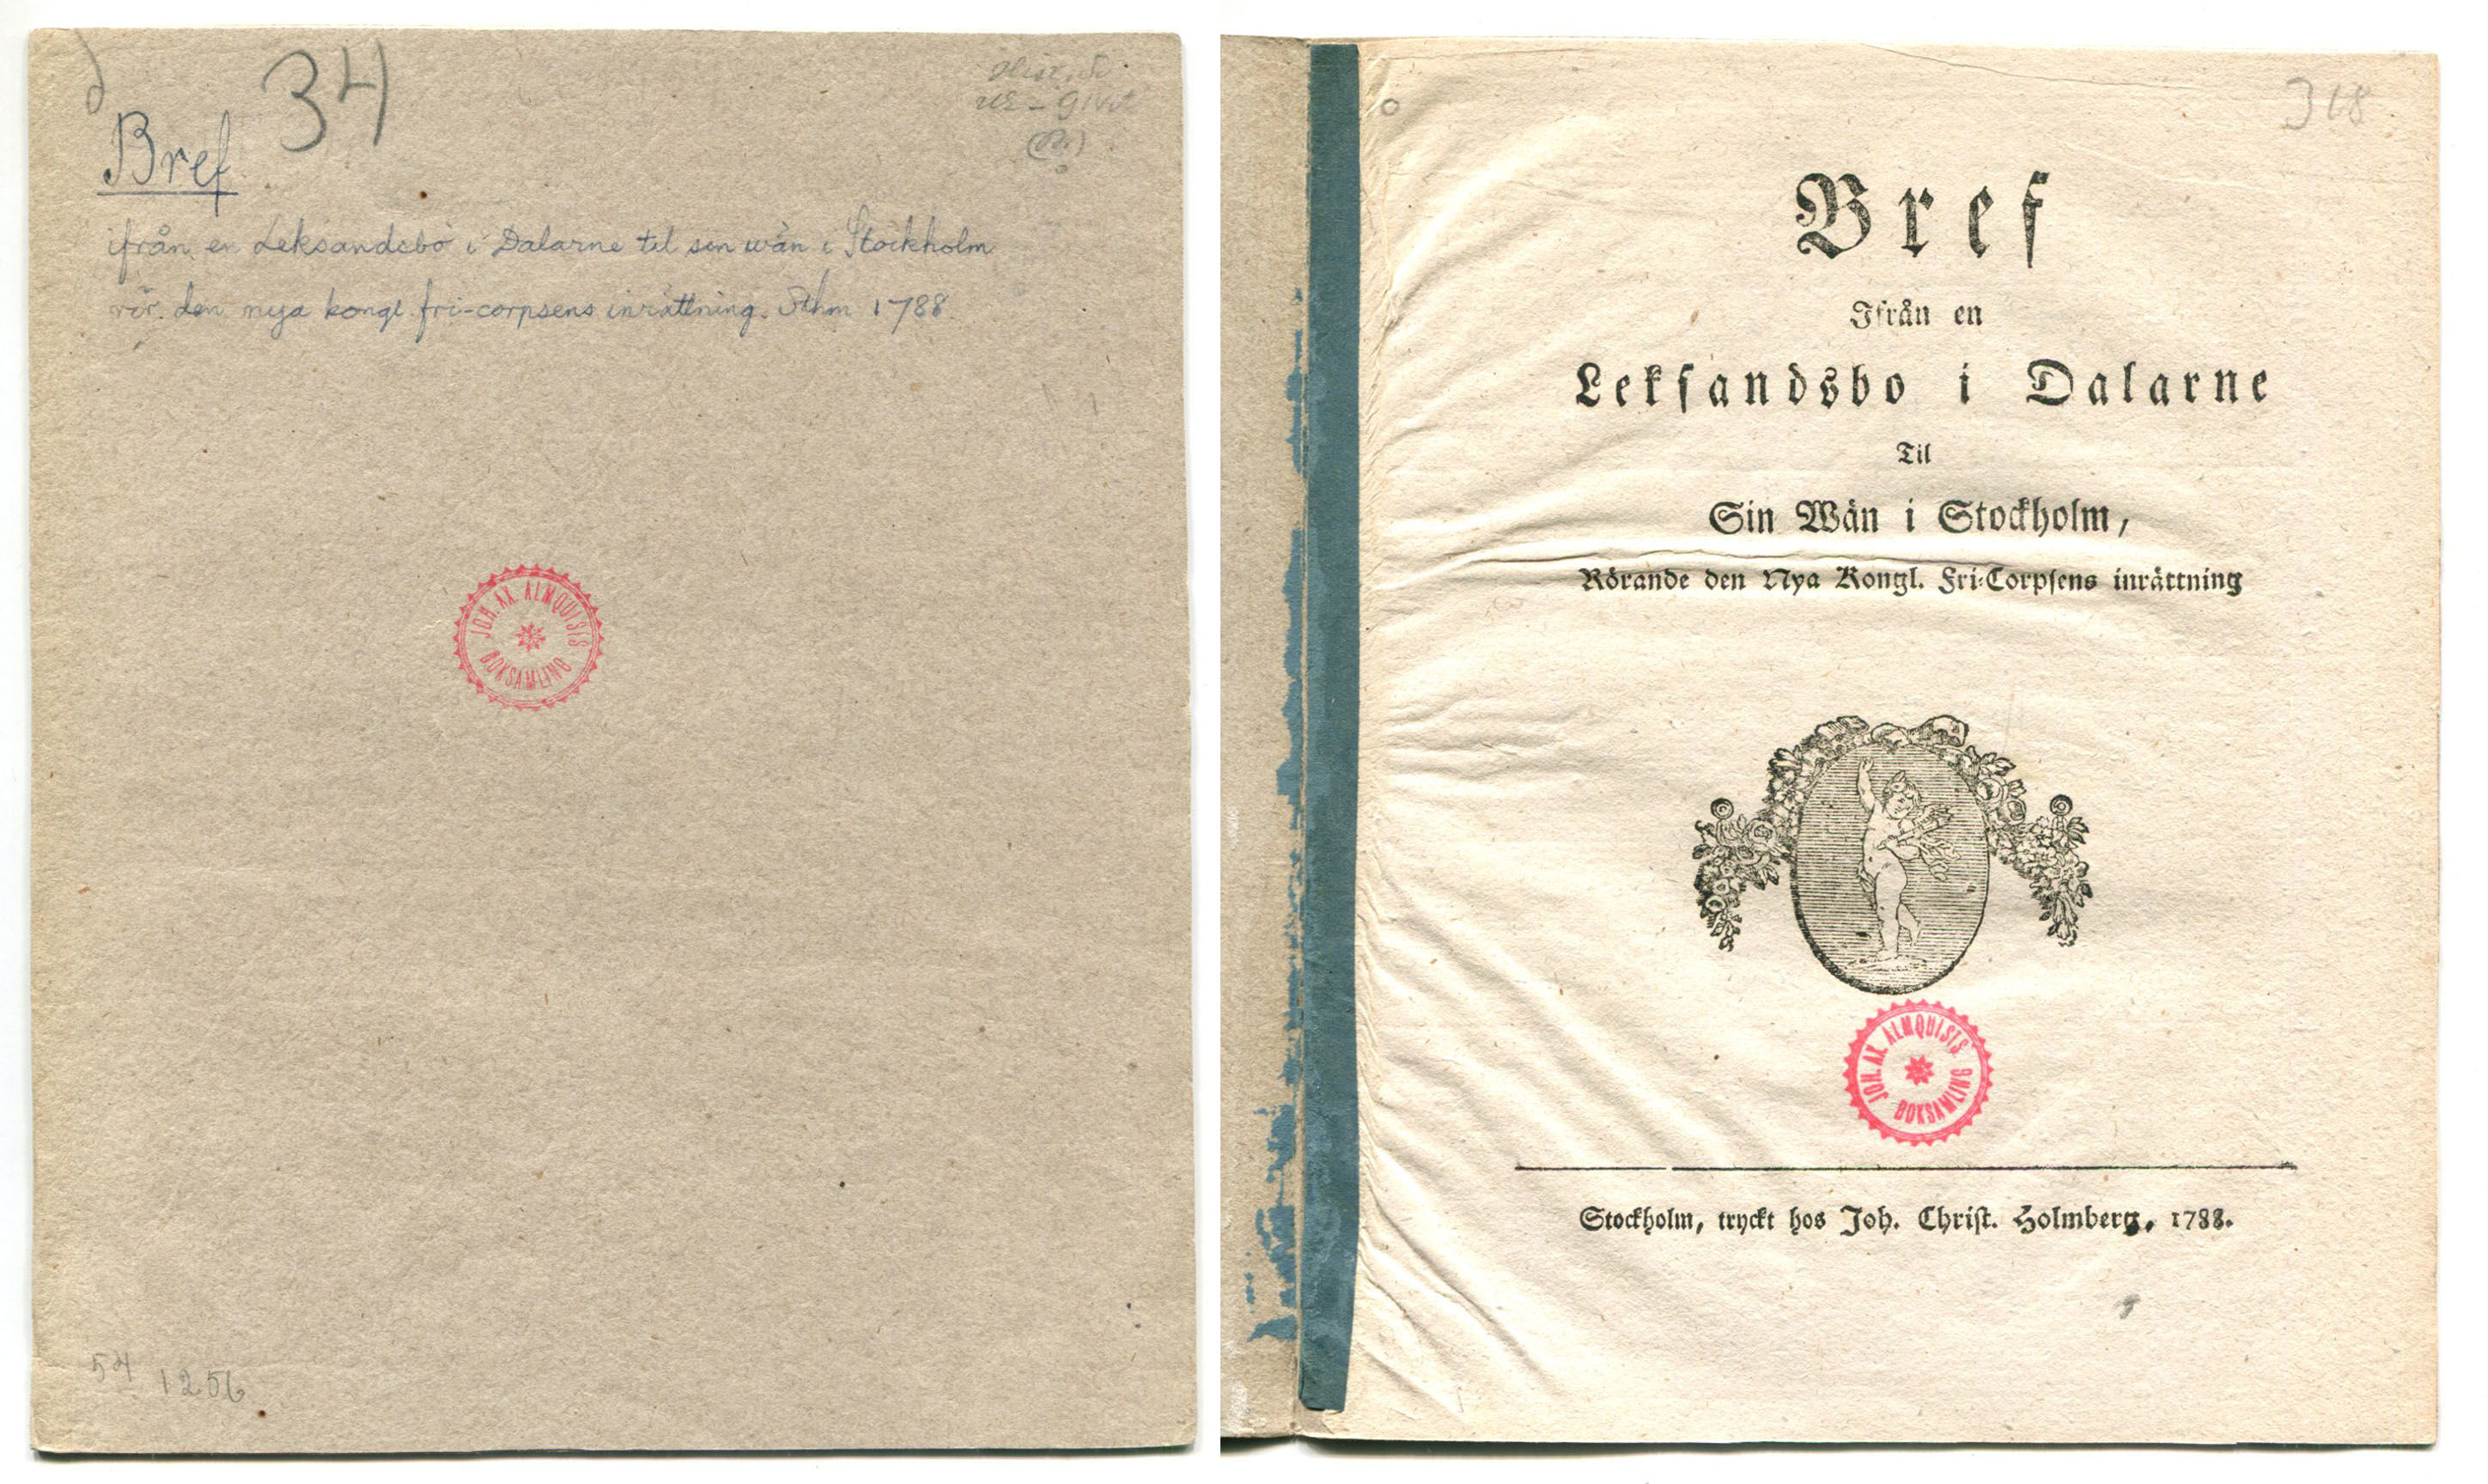 34
Bref
ifrån en Leksandsbo i Dalarne til sin wän i Stockholm
rör. den nya kongl. fri-corpsens inrättning. Sthm 1788.
JOH. AX. ALMQUISTS
BOKSAMLING
54
1256
318
Bref
Ifrån en
Leksandsbo i Dalarne
Til
Sin Wän i Stockholm,
Rörande den Nya Kongl. Fri-Corpsens inrättning
JOH. AX. ALMQUISTS
BOKSAMLING
Stockholm, tryckt hos Joh. Christ. Holmberg, 1788.